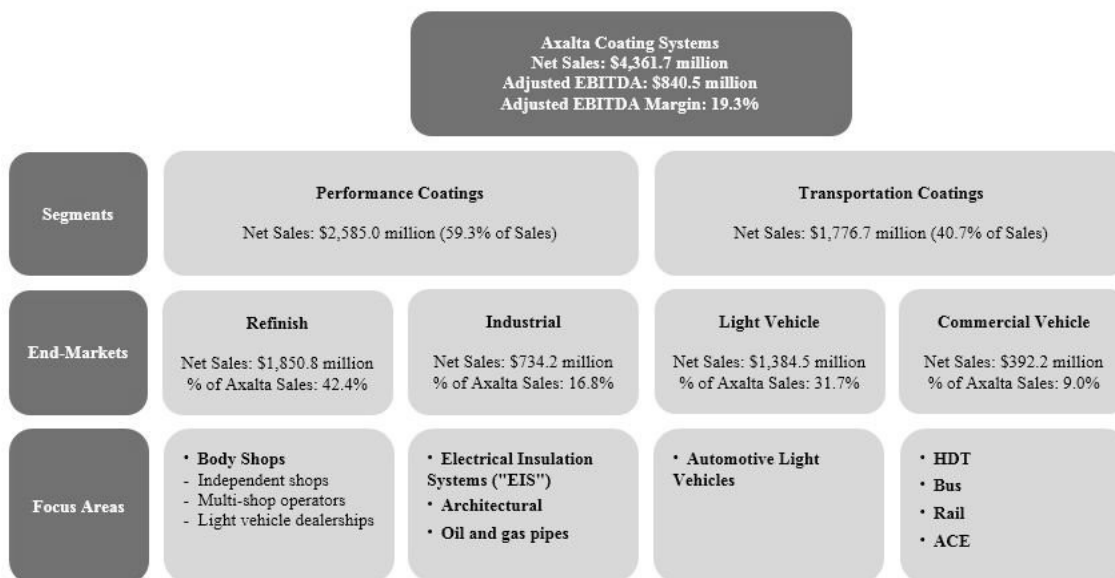 Axalta Coating Systems
Net Sales: $4,361.7 million
Adjusted EBITDA: $840.5 million
Adjusted EBITDA Margin: 19.3%
Segments
Performance Coatings
Net Sales: $2,585.0 million (59.3% of Sales)
Transportation Coatings
Net Sales: $1,776.7 million (40.7% of Sales)
End-Markets
Refinish
Net Sales: $1,850.8 million
% of Axalta Sales: 42.4%
Industrial
Net Sales: $734.2 million
% of Axalta Sales: 16.8%
Light Vehicle
Net Sales: $1,384.5 million
% of Axalta Sales: 31.7%
Commercial Vehicle
Net Sales: $392.2 million
% of Axalta Sales: 9.0%
Focus Areas
• Body Shops
- Independent shops
- Multi-shop operators
- Light vehicle dealerships
• Electrical Insulation
Systems ("EIS")
• Architectural
• Oil and gas pipes
• Automotive Light
Vehicles
• HDT
• Bus
• Rail
• ACE